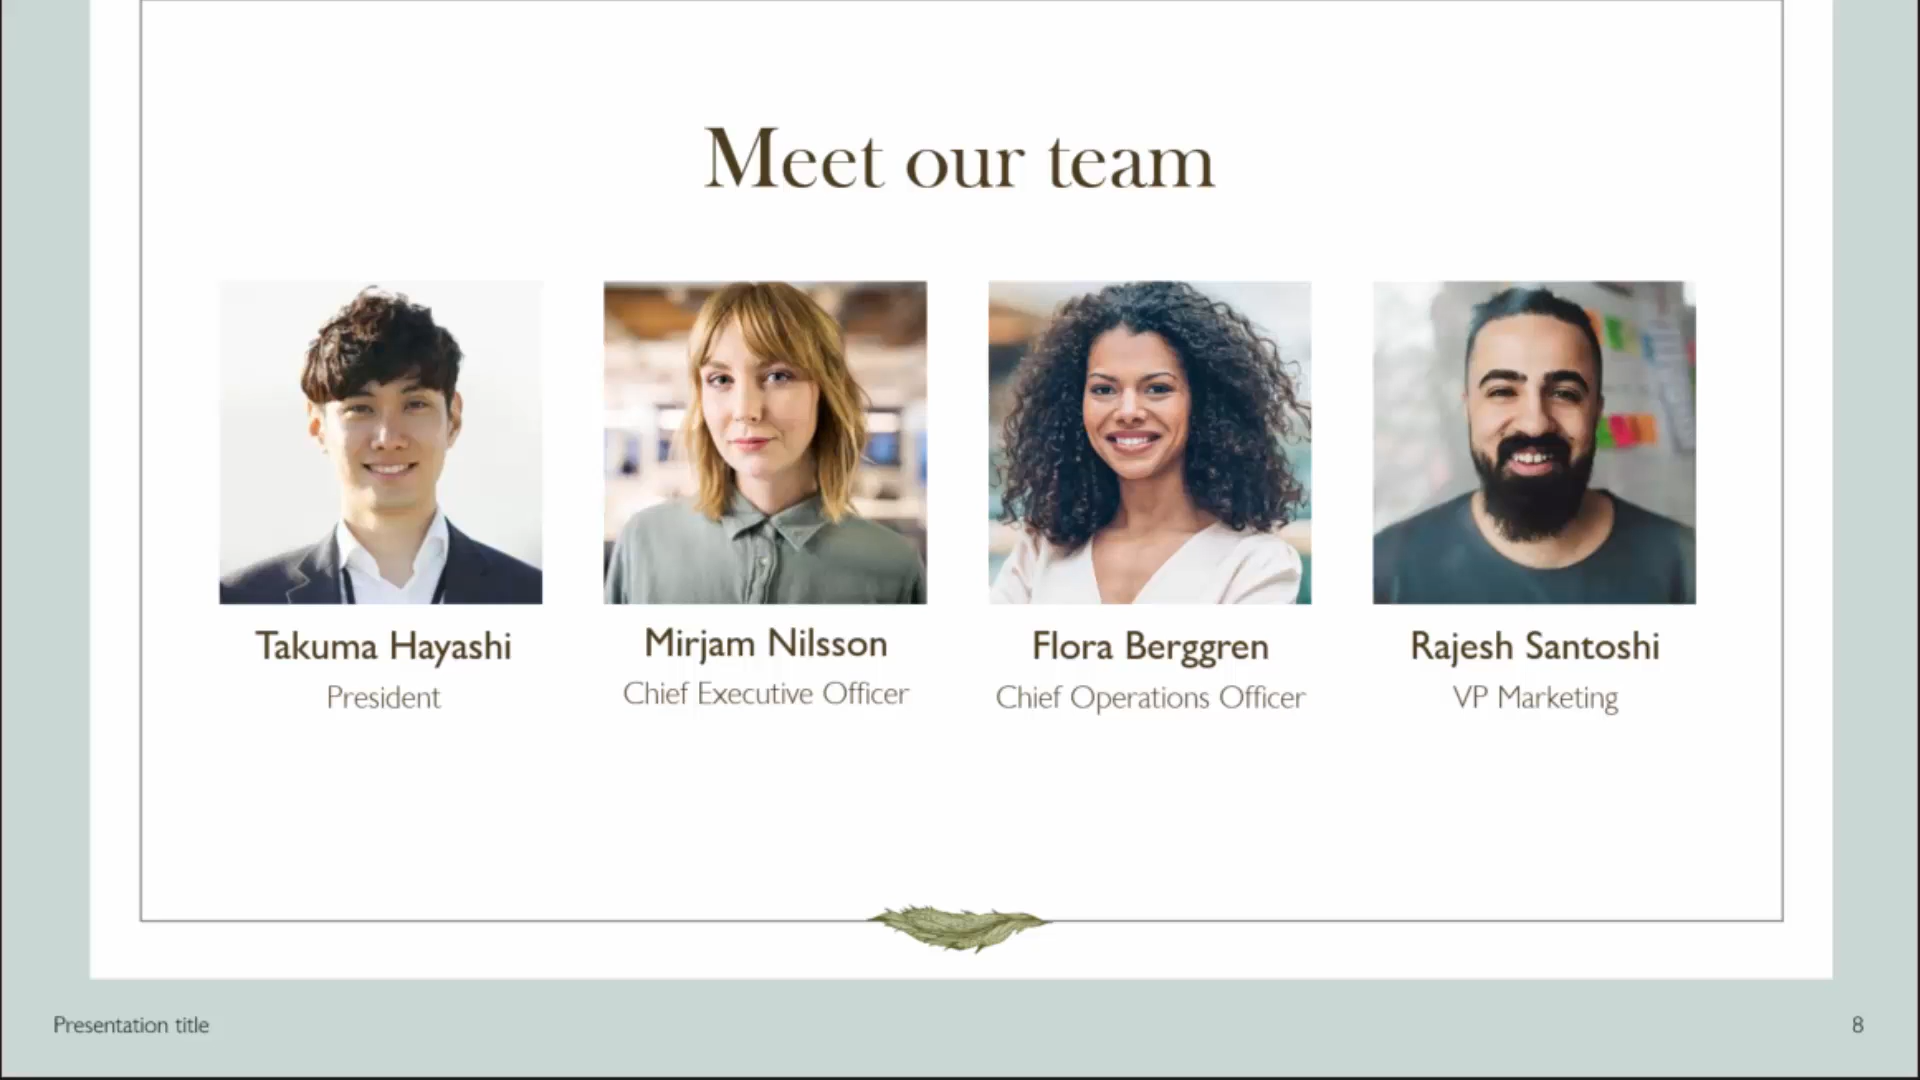 Meet our team
Takuma Hayashi
President
Mirjam Nilsson
Chief Executive Officer
Flora Berggren
Chief Operations Officer
Rajesh Santoshi
VP Marketing
Presentation title
8